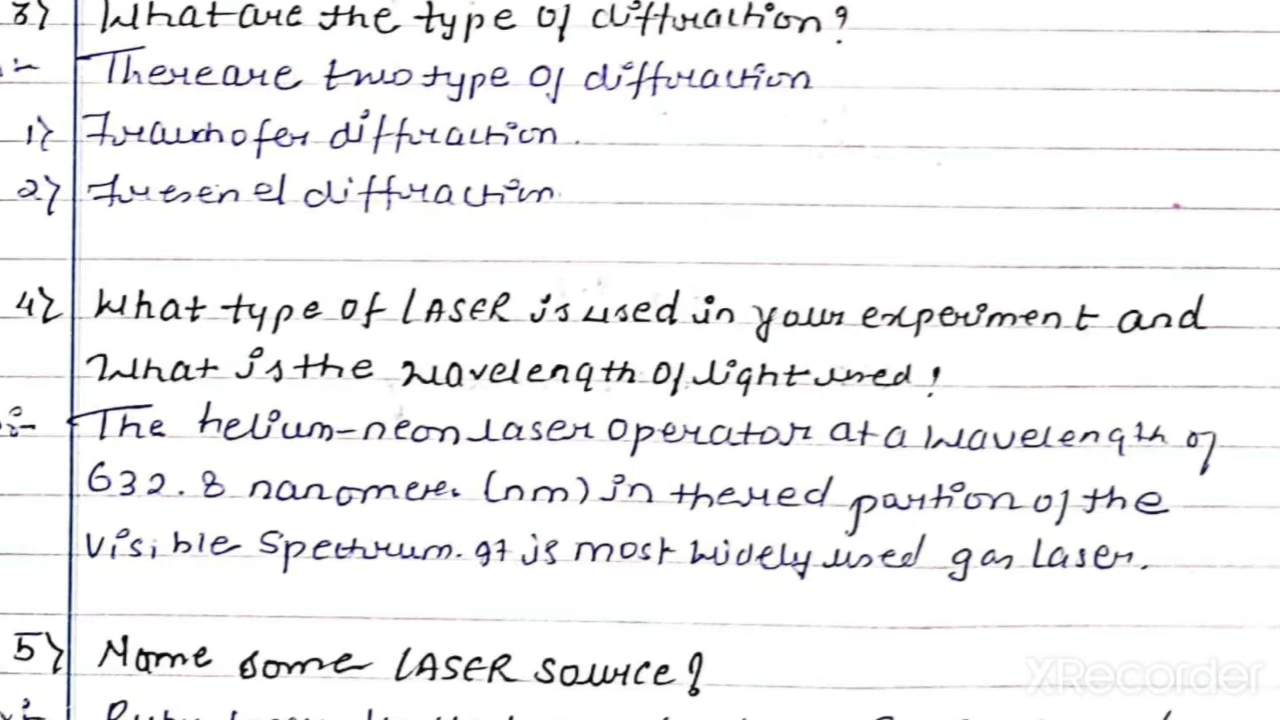 3} What are the type of diffraction?
:- There are two type of diffraction
1} Fraunhofer diffraction.
2} Fresenel diffraction
4} What type of LASER is used in your experiment and
What is the wavelength of light used?
:- The helium-neon laser operator at a wavelength of
632.8 nanomere. (nm) in the red partion of the
visible Spectrum. It is most widely used gas laser.
5} Name some LASER source?
:- Ruby laser
XRecorder